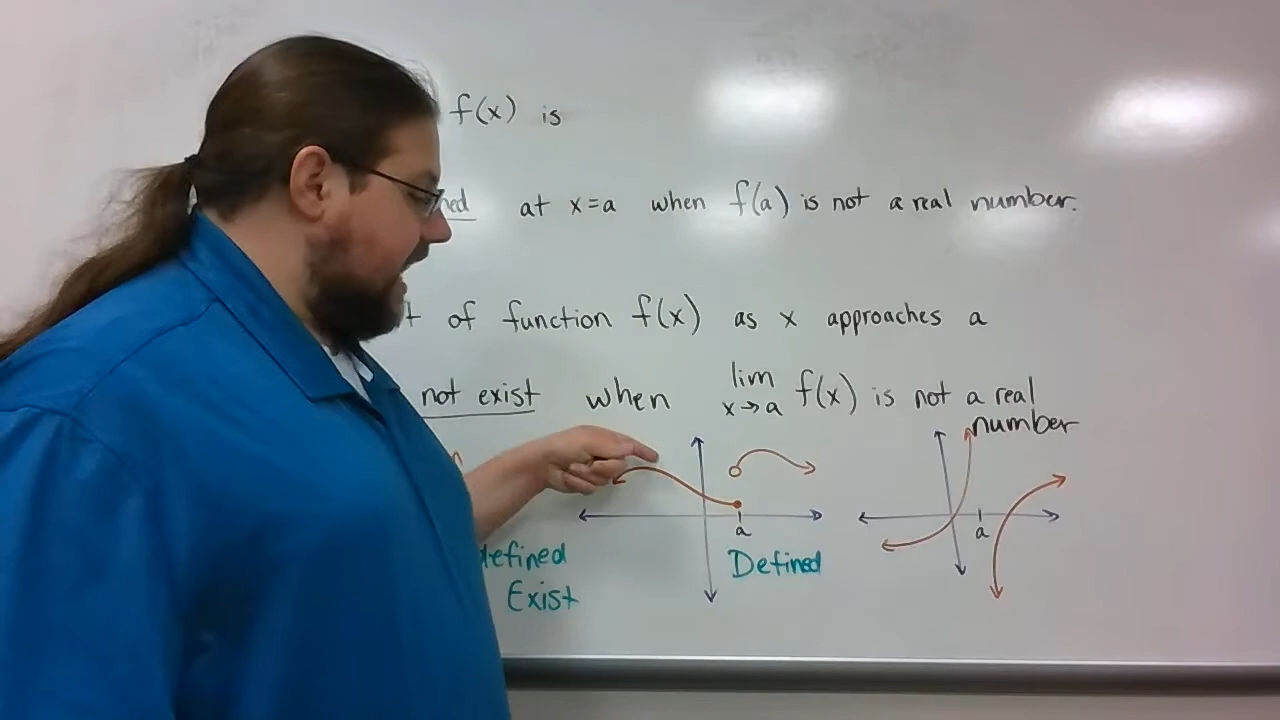 f(x) is
at x=a when f(a) is not a real number.
of function f(x) as x approaches a
not exist when lim x→a f(x) is not a real
number
a
a
Defined
Exist